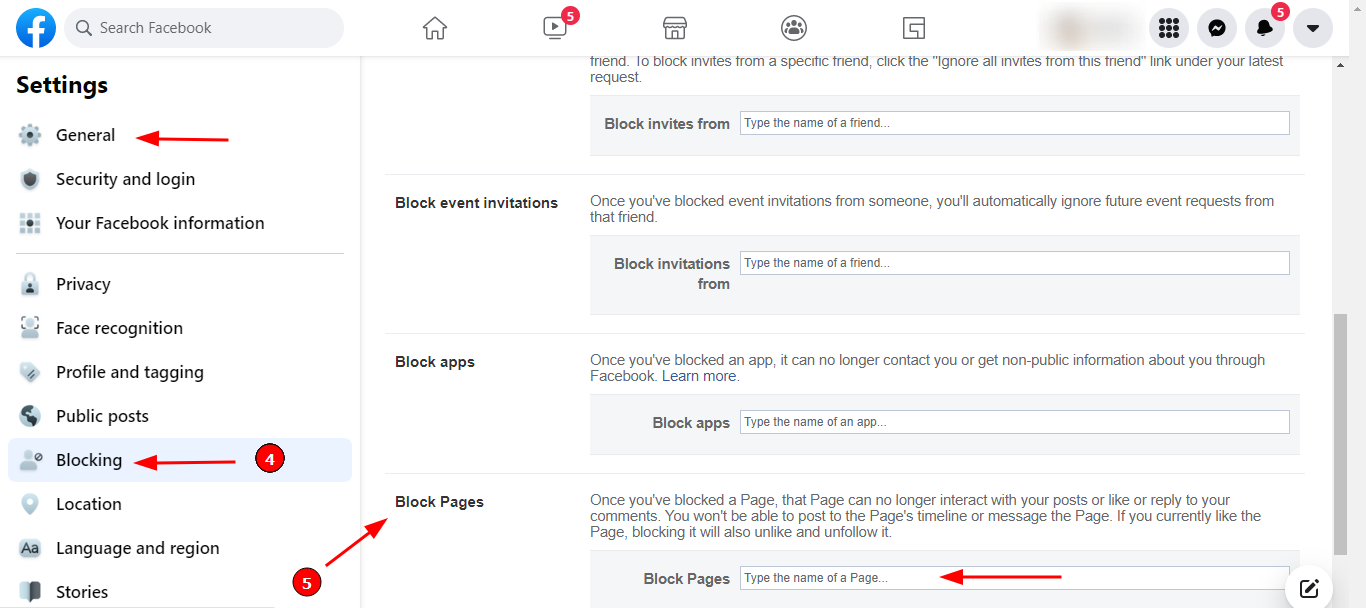 Search Facebook
5
5
Settings
General
Security and login
Your Facebook information
Privacy
Face recognition
Profile and tagging
Public posts
Blocking
4
Location
Language and region
Aa
Stories
5
friend. To block invites from a specific friend, click the "Ignore all invites from this friend" link under your latest
request.
Block invites from
Type the name of a friend...
Block event invitations
Once you've blocked event invitations from someone, you'll automatically ignore future event requests from
that friend.
Block invitations
from
Type the name of a friend...
Block apps
Once you've blocked an app, it can no longer contact you or get non-public information about you through
Facebook. Learn more.
Block apps
Type the name of an app...
Block Pages
Once you've blocked a Page, that Page can no longer interact with your posts or like or reply to your
comments. You won't be able to post to the Page's timeline or message the Page. If you currently like the
Page, blocking it will also unlike and unfollow it.
Block Pages
Type the name of a Page...